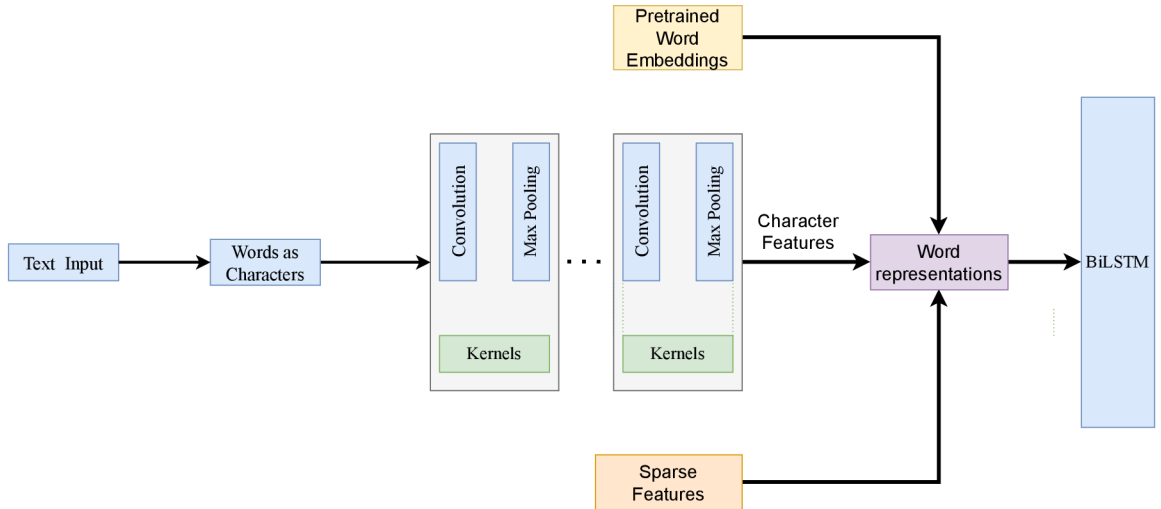 Pretrained
Word
Embeddings
Convolution
Max Pooling
Convolution
Max Pooling
Character
Features
Text Input
Words as
Characters
Word
representations
BiLSTM
Kernels
Kernels
Sparse
Features